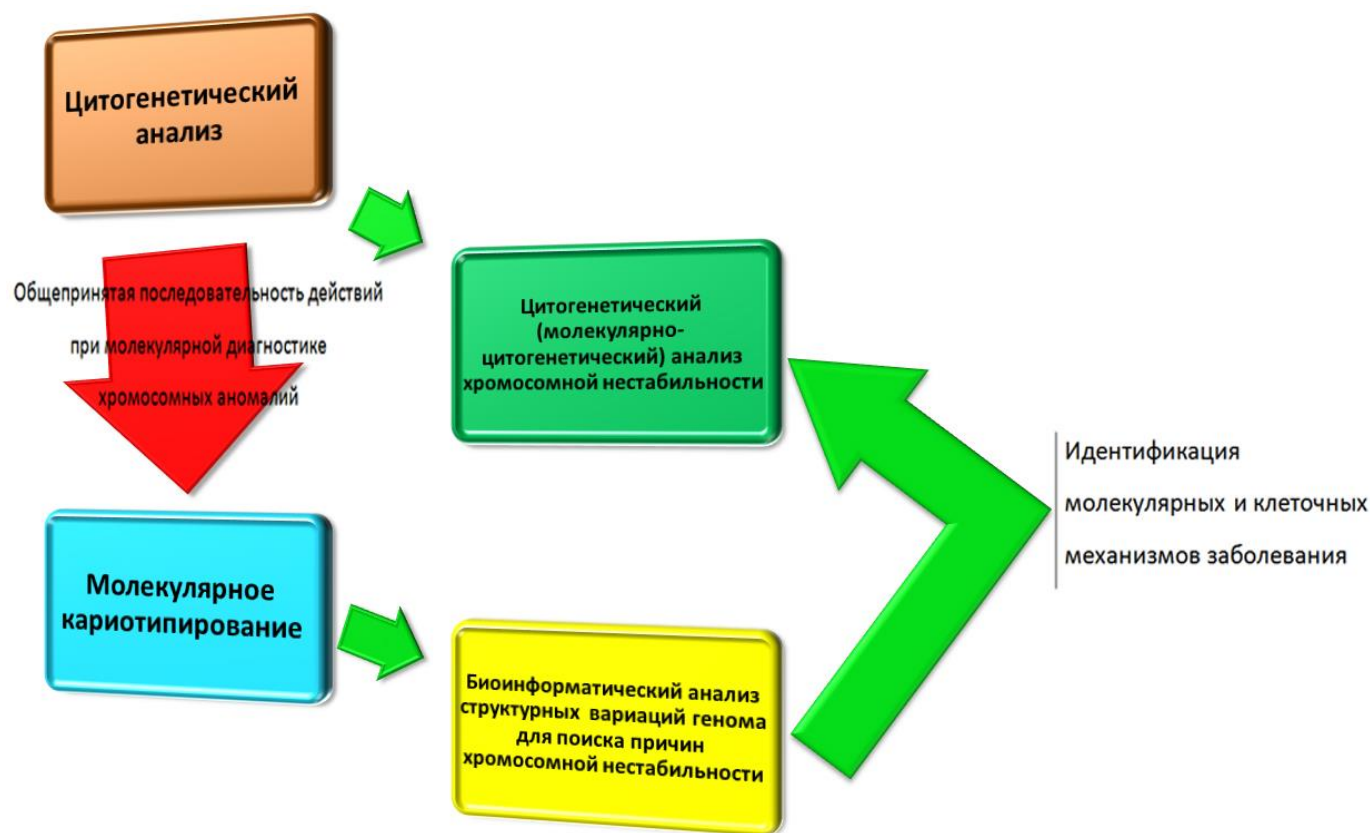 Цитогенетический
анализ
Общепринятая последовательность действий
при молекулярной диагностике
хромосомных аномалий
Цитогенетический
(молекулярно-
цитогенетический) анализ
хромосомной нестабильности
Идентификация
молекулярных и клеточных
механизмов заболевания
Молекулярное
кариотипирование
Биоинформатический анализ
структурных вариаций генома
для поиска причин
хромосомной нестабильности